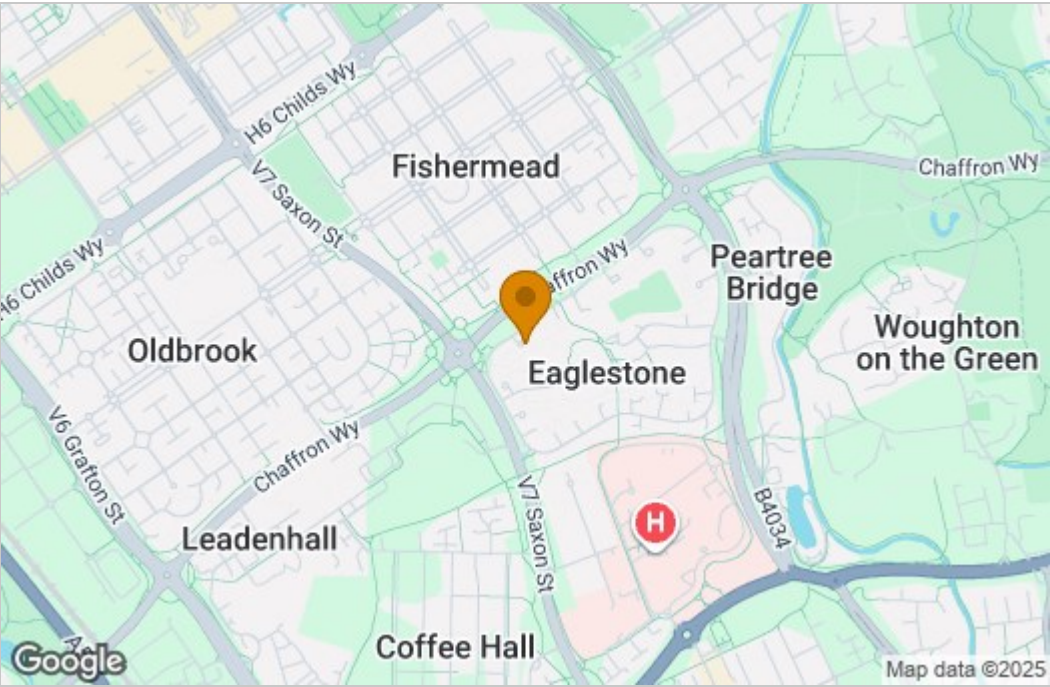 H6 Childs Wy
Fishermead
Chaffron Wy
V7 Saxon St
Peartree
Bridge
affron Wy
H6 Childs Wy
Woughton
on the Green
Oldbrook
Eaglestone
V6 Grafton St
Chaffron Wy
V7 Saxon St
B4034
H
Leadenhall
Coffee Hall
Google
Map data ©2025